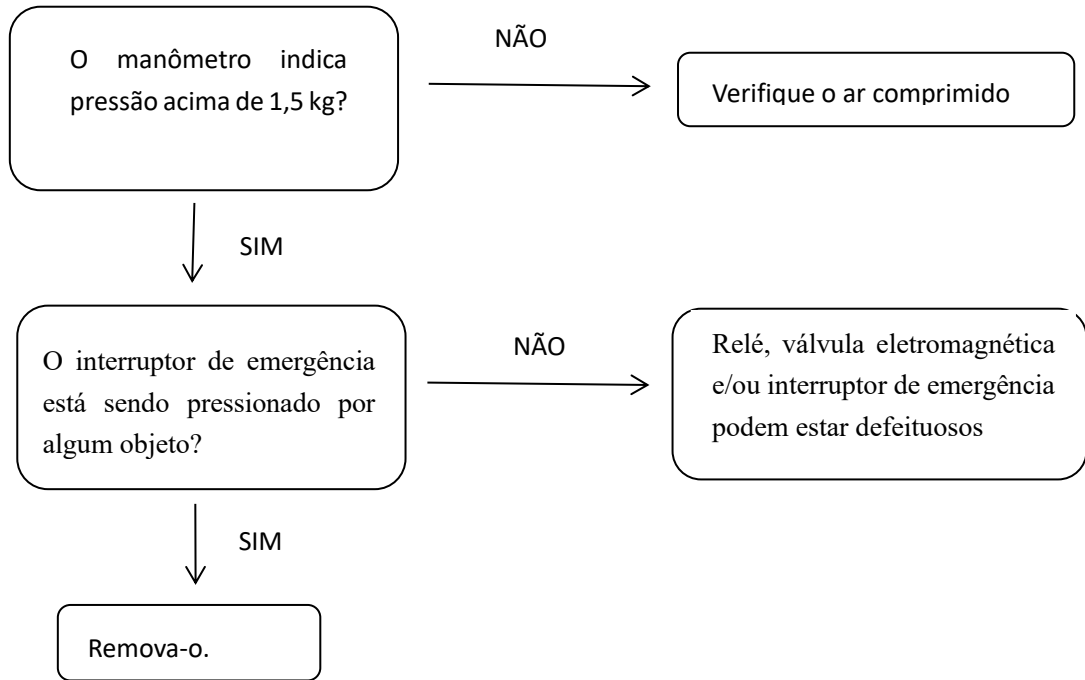 O manômetro indica
pressão acima de 1,5 kg?
NÃO
Verifique o ar comprimido
SIM
O interruptor de emergência
está sendo pressionado por
algum objeto?
NÃO
Relé, válvula eletromagnética
e/ou interruptor de emergência
podem estar defeituosos
SIM
Remova-o.